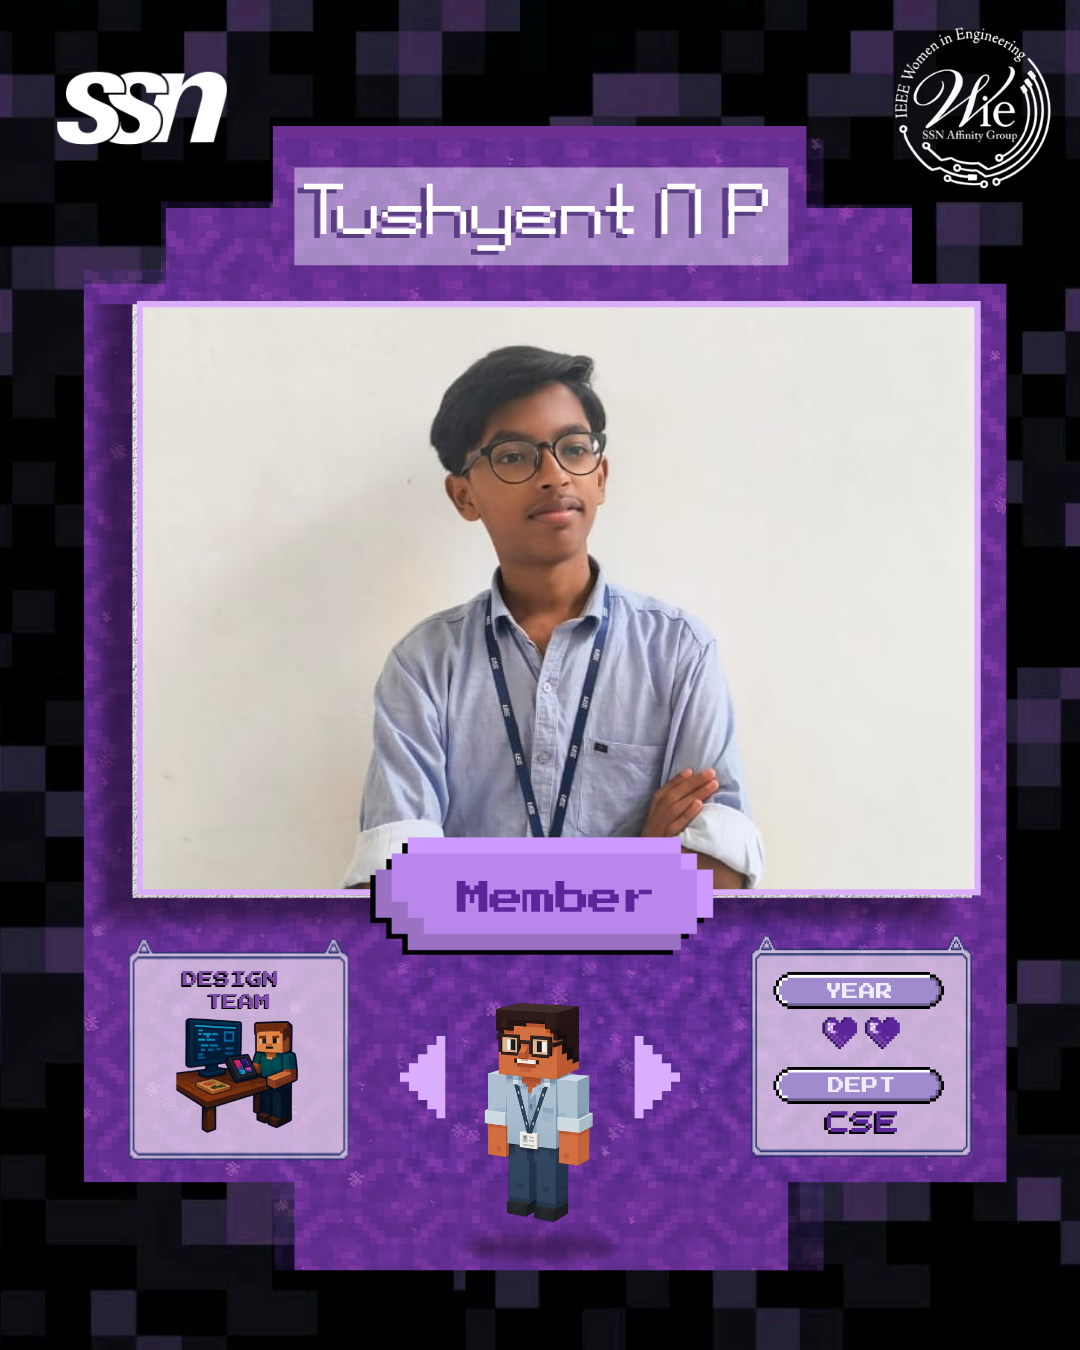 ssn
IEEE Women in Engineering
Wie
SSN Affinity Group
Tushyent N P
Member
DESIGN
TEAM
YEAR
DEPT
CSE